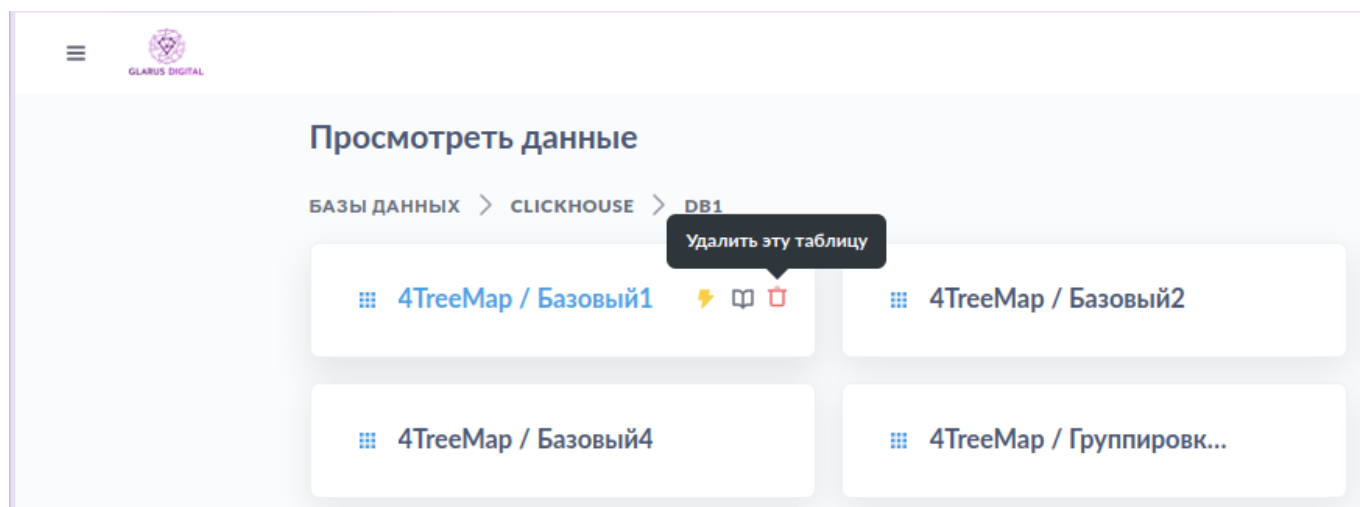 GLARUS DIGITAL
Просмотреть данные
БАЗЫ ДАННЫХ > CLICKHOUSE > DB1
Удалить эту таблицу
4TreeMap / Базовый1
4TreeMap / Базовый2
4TreeMap / Базовый4
4TreeMap / Группировк...